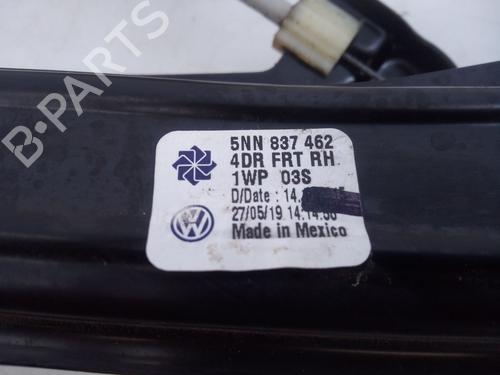 5NN 837 462
4DR FRT RH
1WP 03S
D/Date : 14.
27/05/19 14:14:50
Made in Mexico
B-Parts